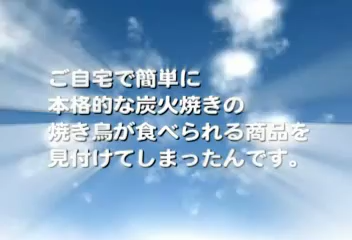 ご自宅で簡単に
本格的な炭火焼きの
焼き鳥が食べられる商品を
見付けてしまったんです。